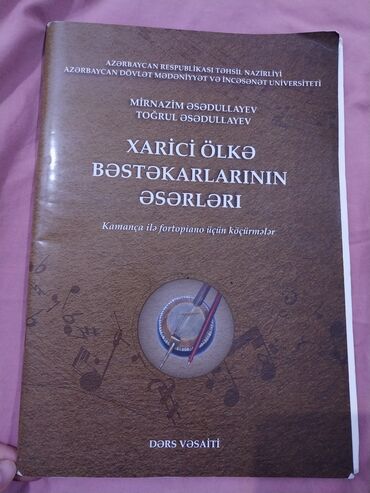 AZƏRBAYCAN RESPUBLİKASI TƏHSİL NAZİRLİYİ
AZƏRBAYCAN DÖVLƏT MƏDƏNİYYƏT VƏ İNCƏSƏNƏT UNİVERSİTETİ
MİRNAZİM ƏSƏDULLAYEV
TOĞRUL ƏSƏDULLAYEV
XARİCİ ÖLKƏ
BƏSTƏKARLARININ
ƏSƏRLƏRI
Kamança ilə fortopiano üçün köçürmələr
DƏRS VƏSAİTİ